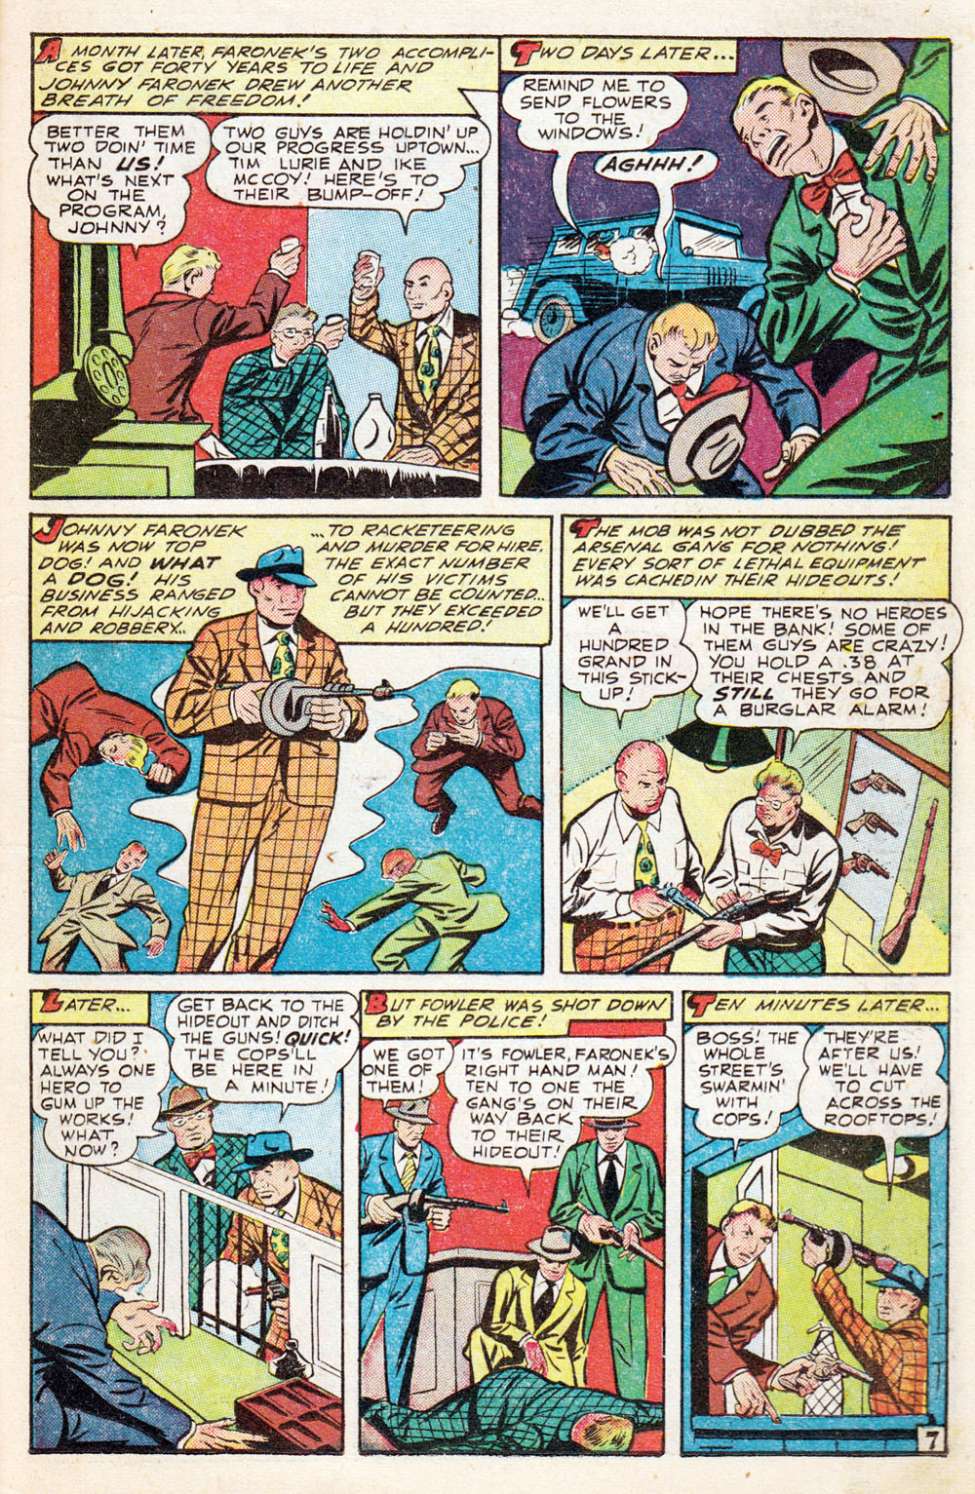 A MONTH LATER, FARONEK'S TWO ACCOMPLI-
CES GOT FORTY YEARS TO LIFE AND
JOHNNY FARONEK DREW ANOTHER
BREATH OF FREEDOM!
BETTER THEM
TWO DOIN' TIME
THAN US!
WHAT'S NEXT
ON THE
PROGRAM,
JOHNNY?
TWO GUYS ARE HOLDIN' UP
OUR PROGRESS UPTOWN...
TIM LURIE AND IKE
MCCOY! HERE'S TO
THEIR BUMP-OFF!
TWO DAYS LATER...
REMIND ME TO
SEND FLOWERS
TO THE
WINDOWS!
AGHHH!
JOHNNY FARONEK
WAS NOW TOP
DOG! AND WHAT
A DOG! HIS
BUSINESS RANGED
FROM HIJACKING
AND ROBBERY..
...TO RACKETEERING
AND MURDER FOR HIRE.
THE EXACT NUMBER
OF HIS VICTIMS
CANNOT BE COUNTED..
BUT THEY EXCEEDED
A HUNDRED!
THE MOB WAS NOT DUBBED THE
ARSENAL GANG FOR NOTHING!
EVERY SORT OF LETHAL EQUIPMENT
WAS CACHED IN THEIR HIDEOUTS!
WE'LL GET
A
HUNDRED
GRAND IN
THIS STICK-
UP!
HOPE THERE'S NO HEROES
IN THE BANK! SOME OF
THEM GUYS ARE CRAZY!
YOU HOLD A .38 AT
THEIR CHESTS AND
STILL THEY GO FOR
A BURGLAR ALARM!
LATER...
WHAT DID I
TELL YOU?
ALWAYS ONE
HERO TO
GUM UP THE
WORKS!
WHAT
NOW?
GET BACK TO THE
HIDEOUT AND DITCH
THE GUNS! QUICK!
THE COPS'LL
BE HERE IN
A MINUTE!
BUT FOWLER WAS SHOT DOWN
BY THE POLICE!
WE GOT
ONE OF
THEM!
IT'S FOWLER, FARONEK'S
RIGHT HAND MAN!
TEN TO ONE THE
GANG'S ON THEIR
WAY BACK
TO THEIR
HIDEOUT!
TEN MINUTES LATER...
BOSS! THE
WHOLE
STREET'S
SWARMIN'
WITH
COPS!
THEY'RE
AFTER US!
WE'LL HAVE
TO CUT
ACROSS THE
ROOFTOPS!
7